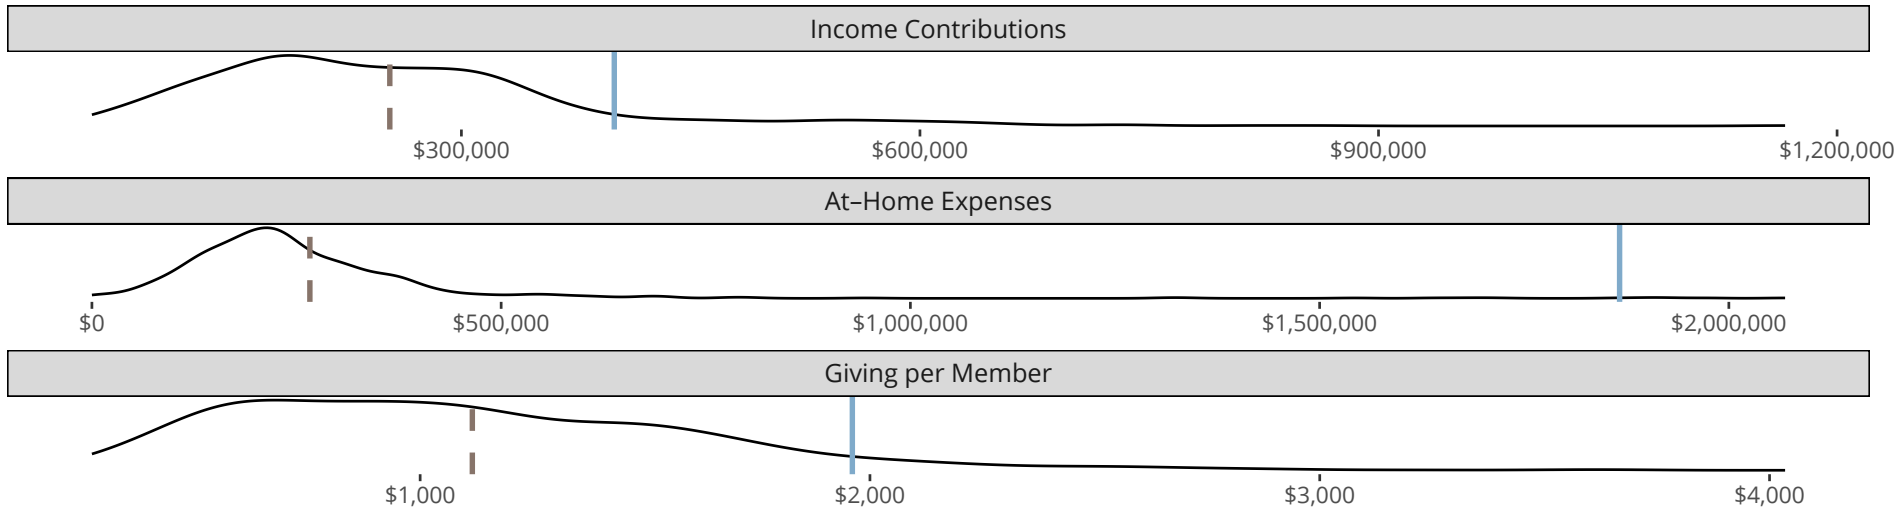 Income Contributions
$300,000 $600,000 $900,000 $1,200,000
At–Home Expenses
$0 $500,000 $1,000,000 $1,500,000 $2,000,000
Giving per Member
$1,000 $2,000 $3,000 $4,000